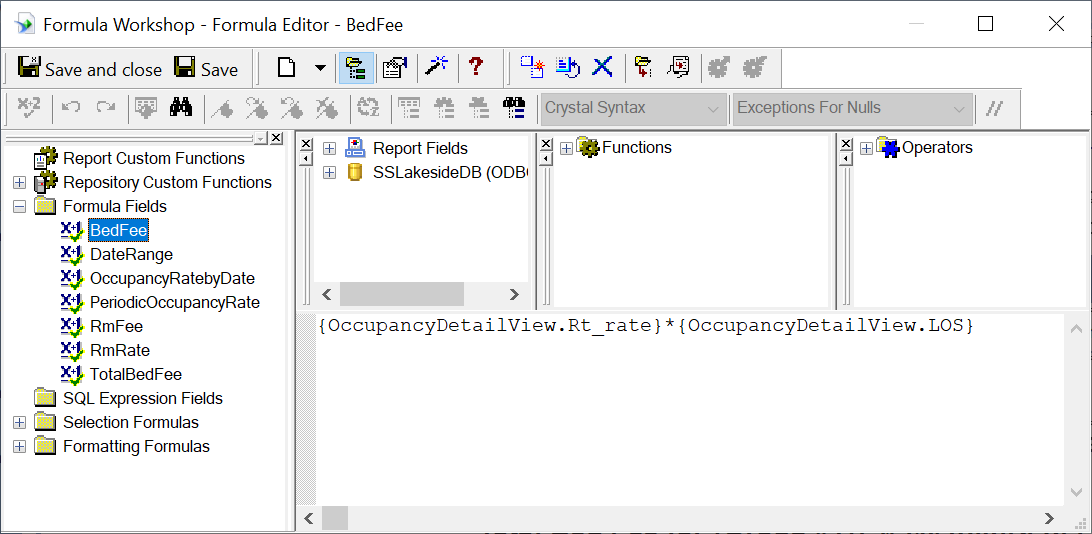 Formula Workshop - Formula Editor - BedFee
Save and close Save
Crystal Syntax Exceptions For Nulls //
Report Custom Functions
Repository Custom Functions
Formula Fields
BedFee
DateRange
OccupancyRatebyDate
PeriodicOccupancyRate
RmFee
RmRate
TotalBedFee
SQL Expression Fields
Selection Formulas
Formatting Formulas
Report Fields
SSLakesideDB (ODBC
Functions
Operators
{OccupancyDetailView.Rt_rate}*{OccupancyDetailView.LOS}